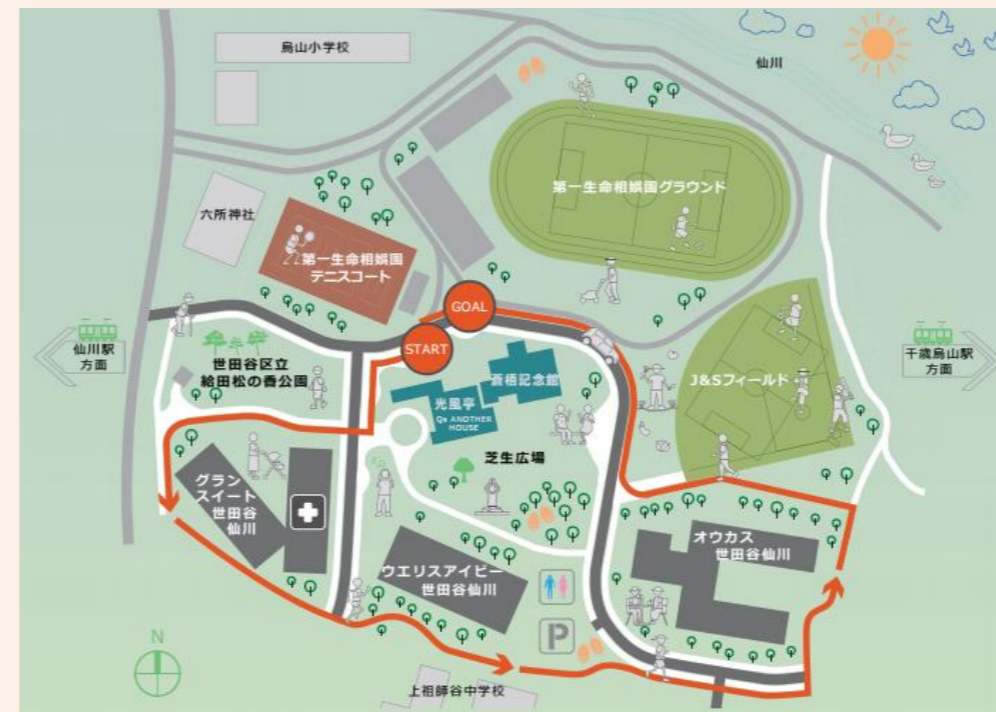 烏山小学校
仙川
第一生命相娯園グラウンド
六所神社
第一生命相娯園
テニスコート
GOAL
START
仙川駅
方面
世田谷区立
給田松の香公園
蒼梧記念館
光風亭
Qs ANOTHER
HOUSE
J&Sフィールド
千歳烏山駅
方面
芝生広場
グラン
スイート
世田谷
仙川
オウカス
世田谷仙川
ウエリスアイビー
世田谷仙川
P
N
上祖師谷中学校